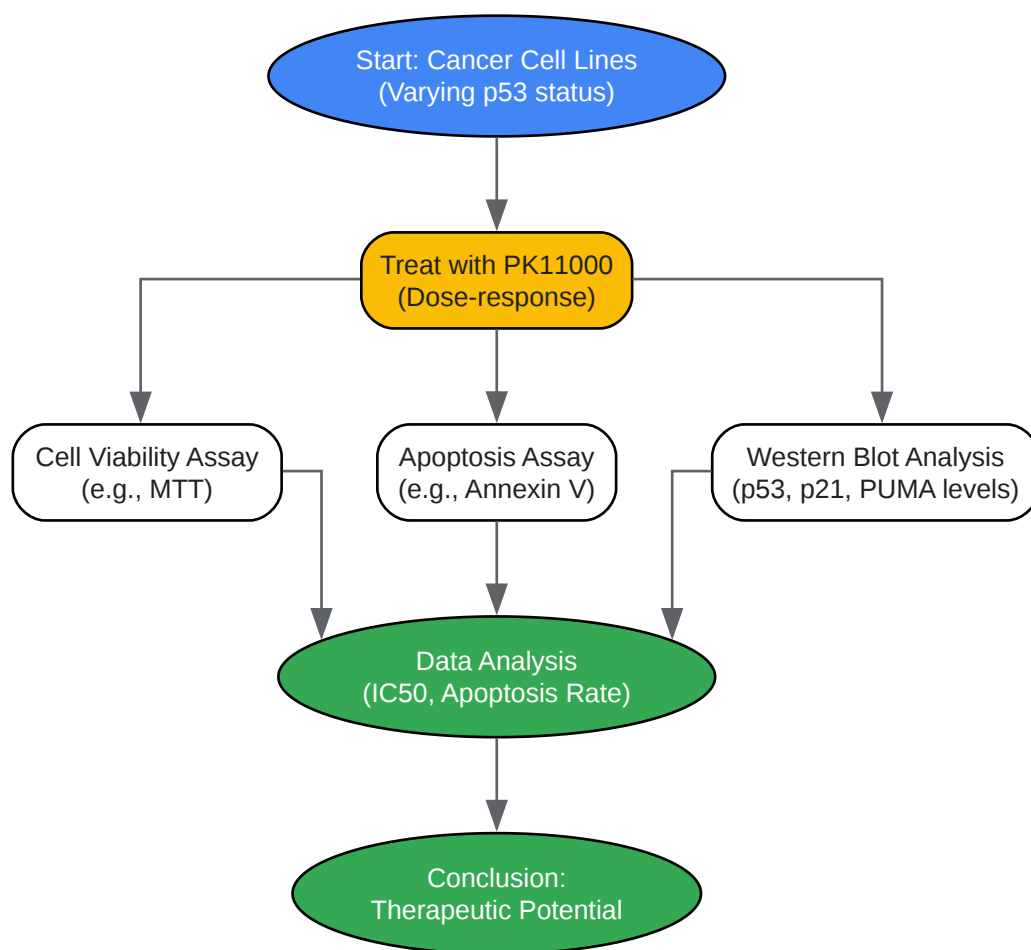 Start: Cancer Cell Lines
(Varying p53 status)
Treat with PK11000
(Dose-response)
Cell Viability Assay
(e.g., MTT)
Apoptosis Assay
(e.g., Annexin V)
Western Blot Analysis
(p53, p21, PUMA levels)
Data Analysis
(IC50, Apoptosis Rate)
Conclusion:
Therapeutic Potential